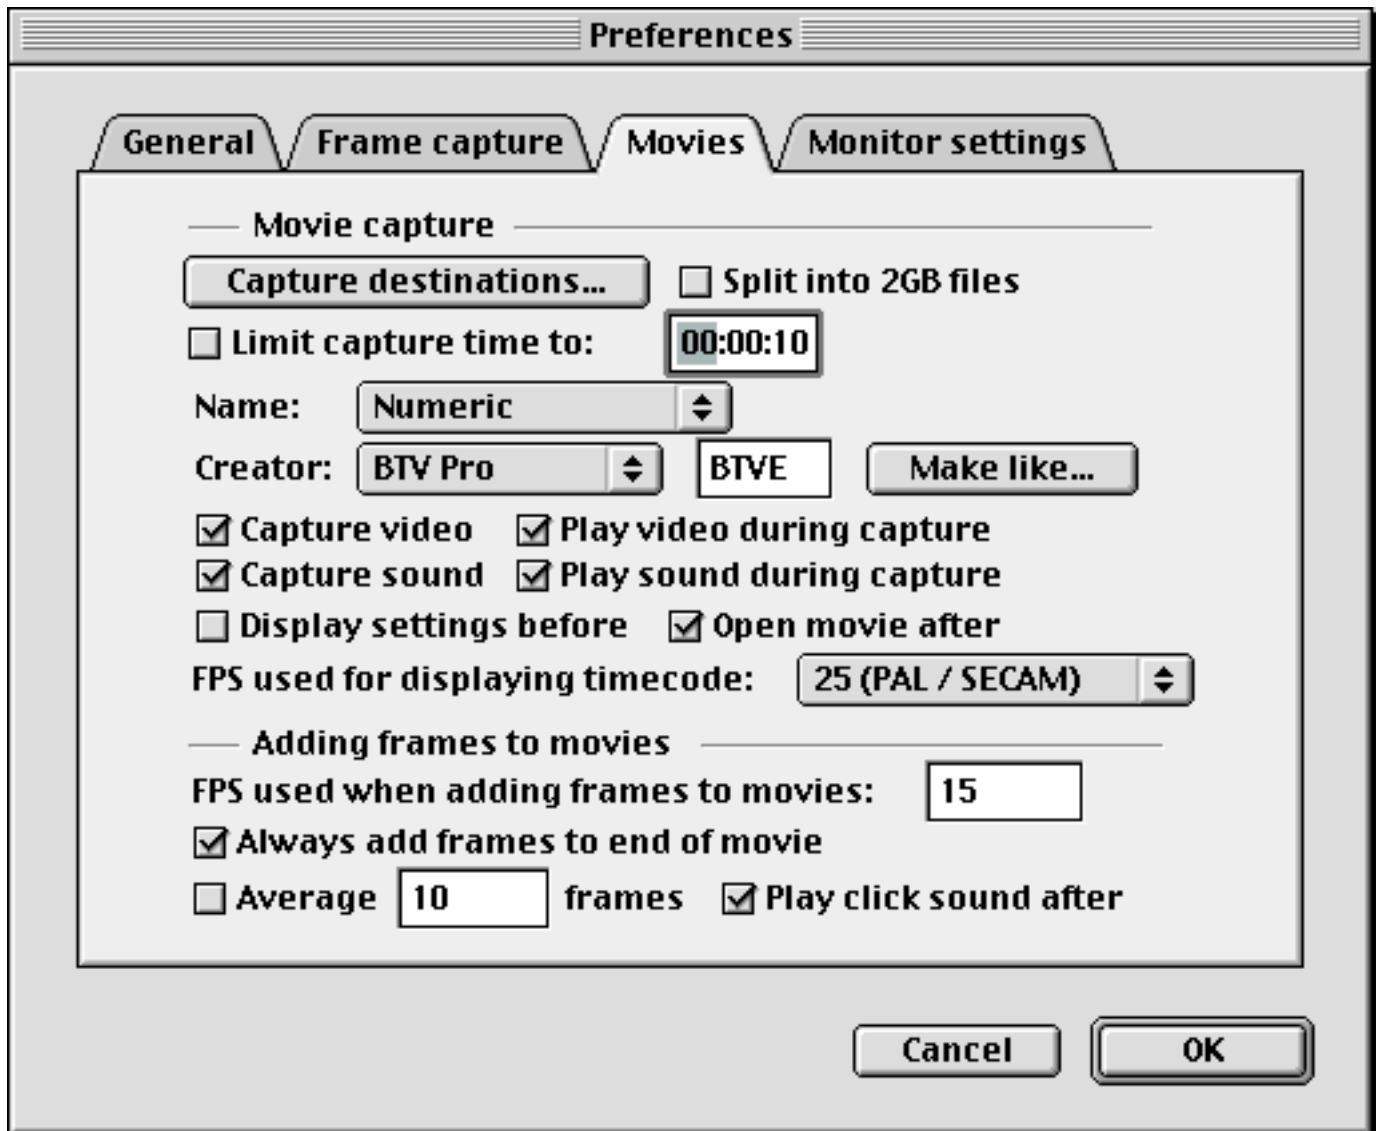 Preferences
General Frame capture Movies Monitor settings
Movie capture
Capture destinations... Split into 2GB files
Limit capture time to: 00:00:10
Name: Numeric
Creator: BTV Pro BTVE Make like...
Capture video Play video during capture
Capture sound Play sound during capture
Display settings before Open movie after
FPS used for displaying timecode: 25 (PAL / SECAM)
Adding frames to movies
FPS used when adding frames to movies: 15
Always add frames to end of movie
Average 10 frames Play click sound after
Cancel OK